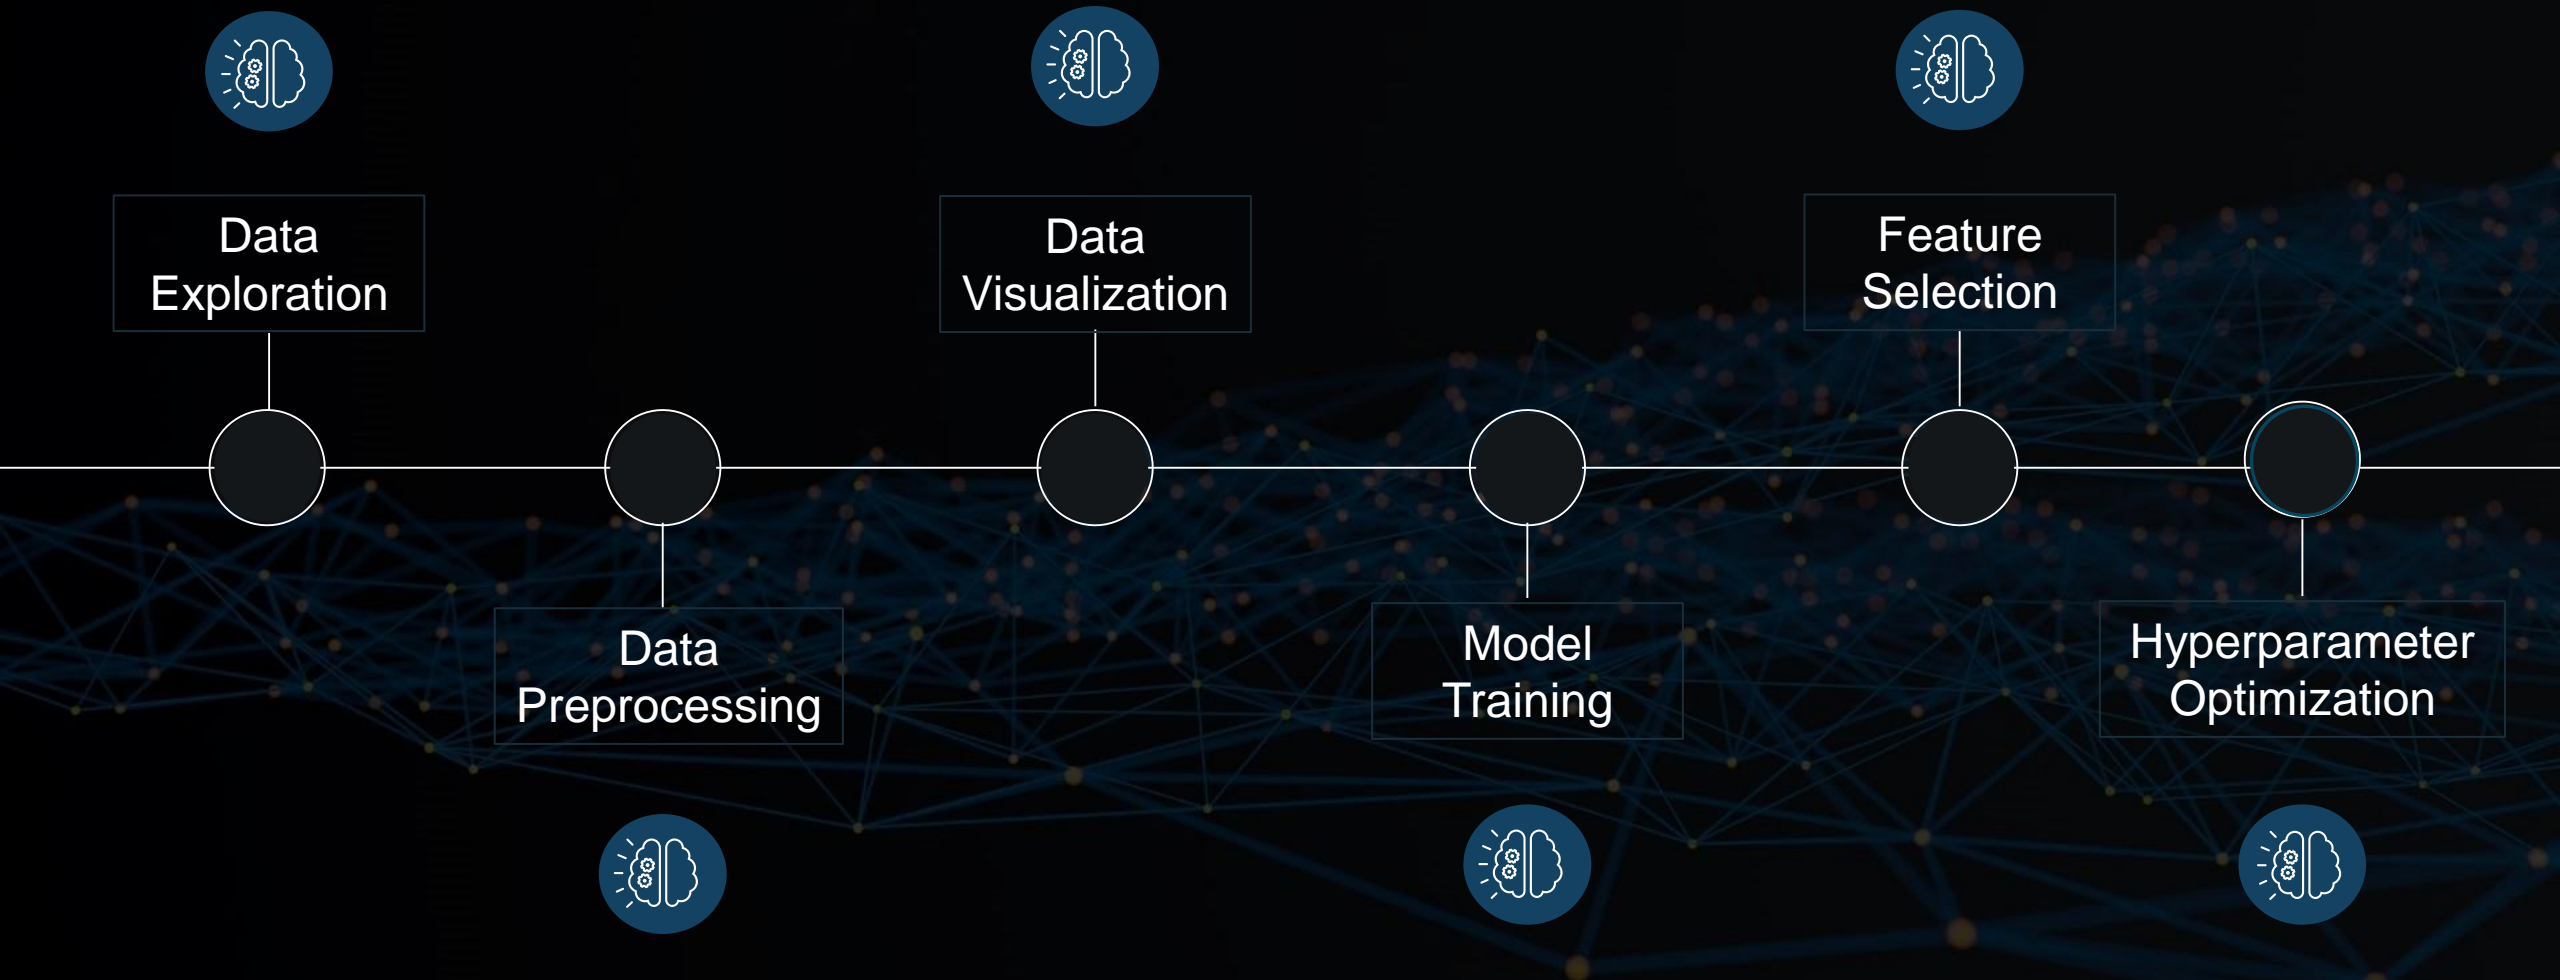 Data
Exploration
Data
Preprocessing
Data
Visualization
Model
Training
Feature
Selection
Hyperparameter
Optimization